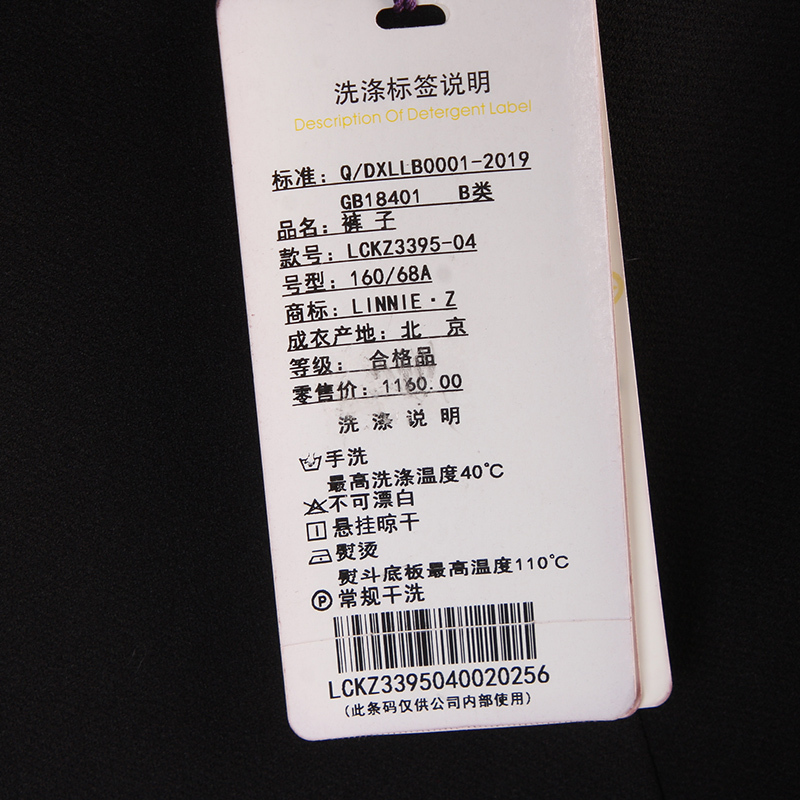 洗涤标签说明
Description Of Detergent Label
标准：Q/DXLLB0001-2019
GB18401 B类
品名：裤 子
款号：LCKZ3395-04
号型：160/68A
商标：LINNIE·Z
成衣产地：北 京
等级： 合格品
零售价：1160.00
洗 涤 说 明
手洗
最高洗涤温度40℃
不可漂白
悬挂晾干
熨烫
熨斗底板最高温度110℃
P 常规干洗
LCKZ3395040020256
(此条码仅供公司内部使用)